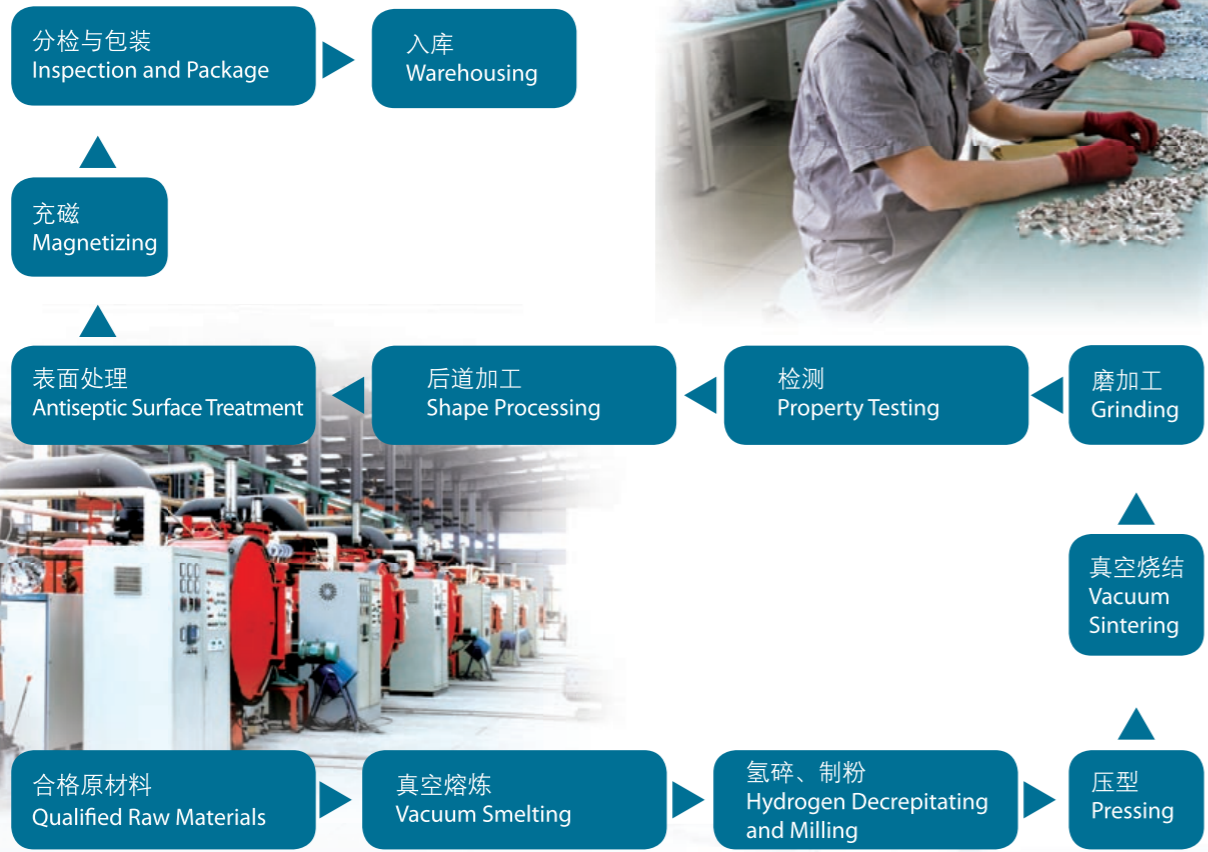 分检与包装
Inspection and Package
入库
Warehousing
充磁
Magnetizing
表面处理
Antiseptic Surface Treatment
后道加工
Shape Processing
检测
Property Testing
磨加工
Grinding
真空烧结
Vacuum
Sintering
合格原材料
Qualified Raw Materials
真空熔炼
Vacuum Smelting
氢碎、制粉
Hydrogen Decrepitating
and Milling
压型
Pressing